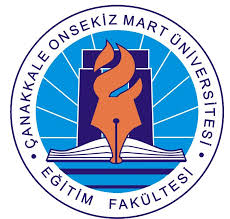 ÇANAKKALE ONSEKİZ MART ÜNİVERSİTESİ
EĞİTİM FAKÜLTESİ